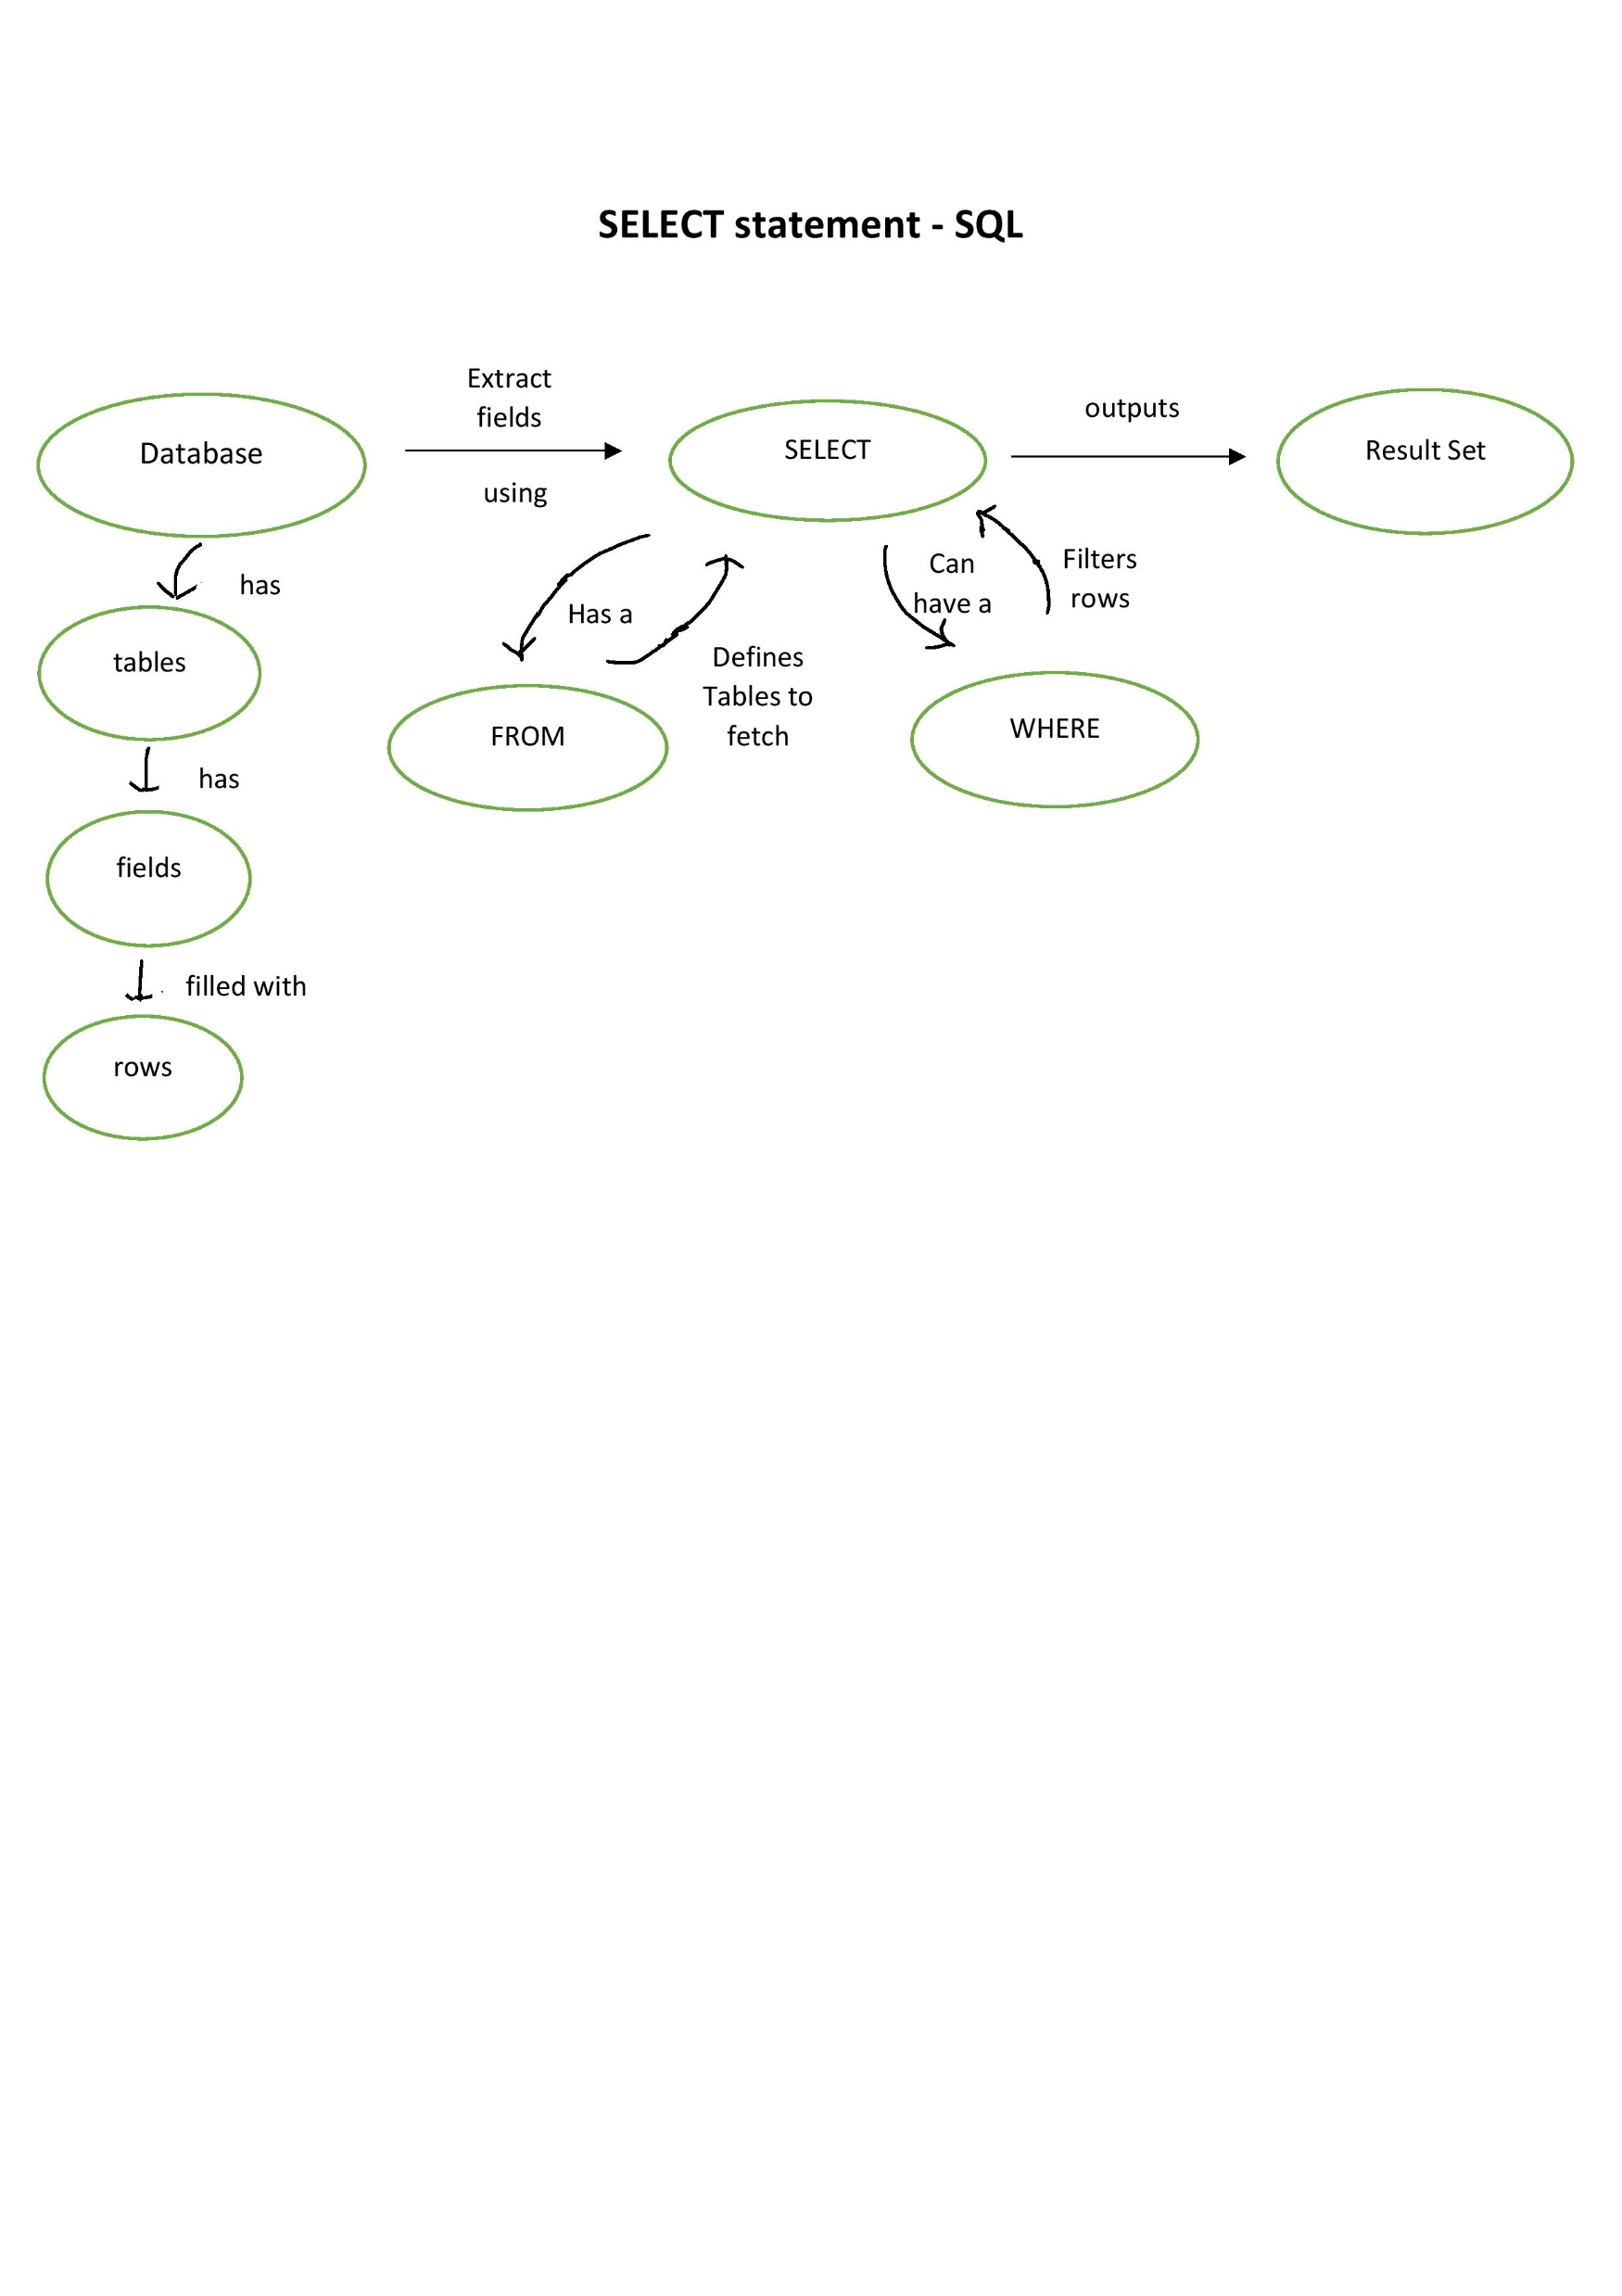 SELECT statement - SQL
Extract
fields
using
outputs
Database
SELECT
Result Set
has
Can
have a
Filters
rows
Has a
Defines
Tables to
fetch
tables
FROM
WHERE
has
fields
filled with
rows